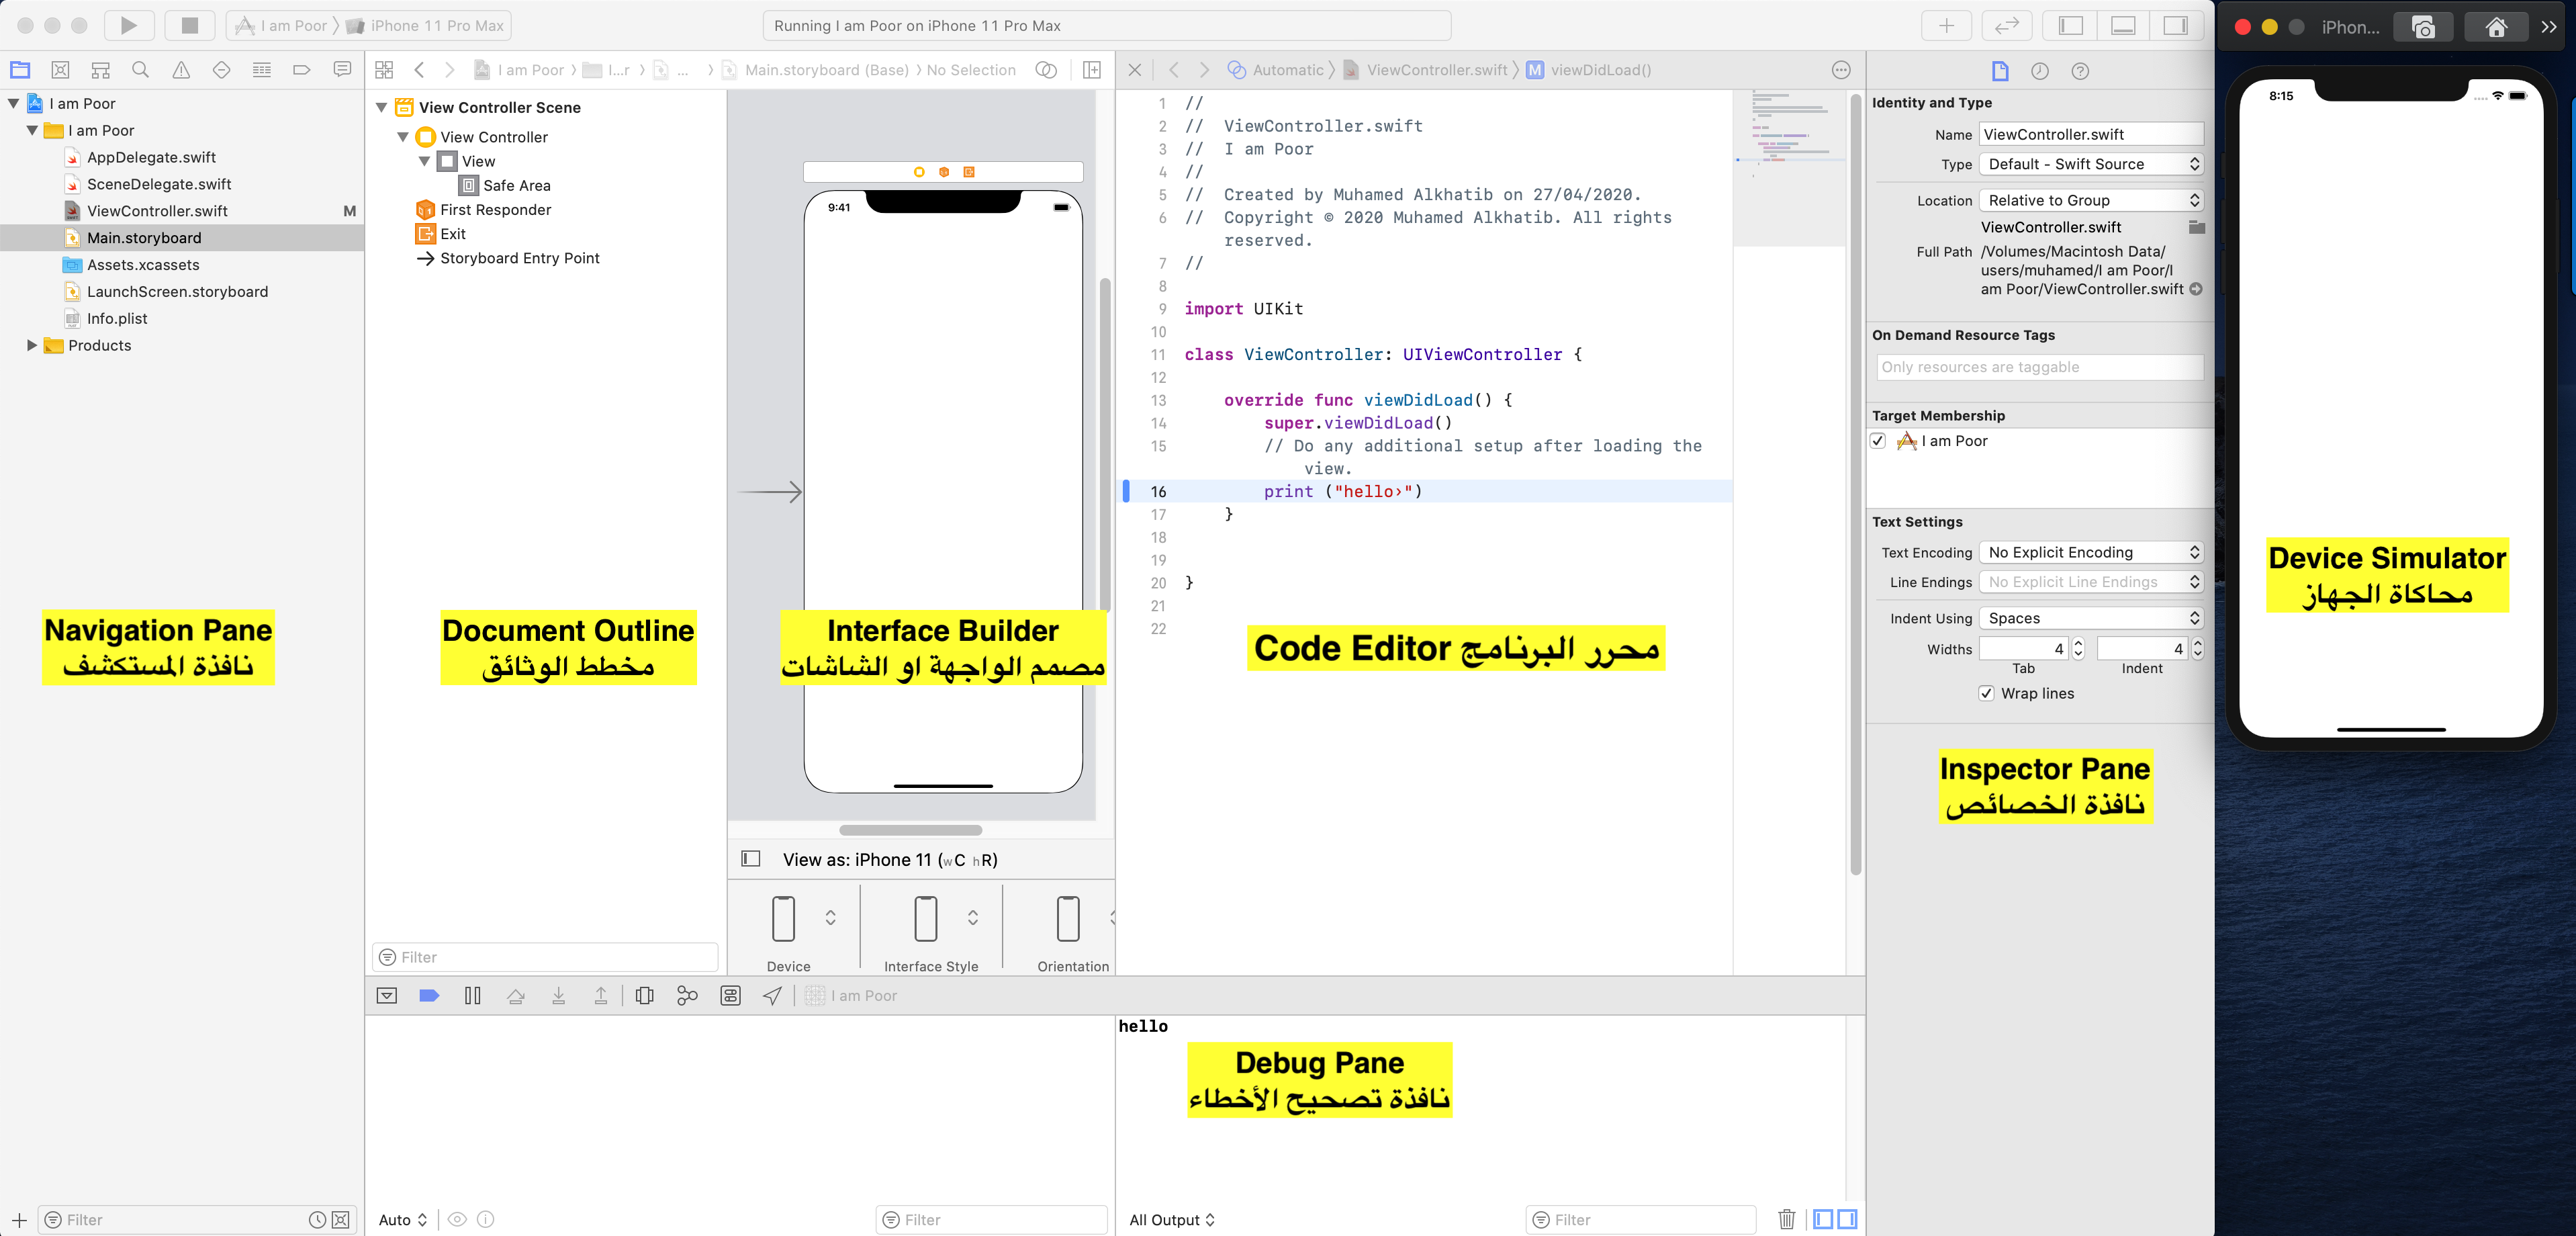 I am Poor 〉 iPhone 11 Pro Max
Running I am Poor on iPhone 11 Pro Max
iPhon...
I am Poor
I am Poor
AppDelegate.swift
SceneDelegate.swift
ViewController.swift M
Main.storyboard
Assets.xcassets
LaunchScreen.storyboard
Info.plist
Products
Navigation Pane
نافذة المستكشف
Filter
I am Poor 〉 I...r 〉 ... 〉 Main.storyboard (Base) 〉 No Selection
View Controller Scene
View Controller
View
Safe Area
First Responder
Exit
Storyboard Entry Point
Document Outline
مخطط الوثائق
Filter
9:41
Interface Builder
مصمم الواجهة او الشاشات
View as: iPhone 11 (wC hR)
Device
Interface Style
Orientation
Automatic 〉 ViewController.swift 〉 M viewDidLoad()
1 //
2 // ViewController.swift
3 // I am Poor
4 //
5 // Created by Muhamed Alkhatib on 27/04/2020.
6 // Copyright © 2020 Muhamed Alkhatib. All rights
reserved.
7 //
8
9 import UIKit
10
11 class ViewController: UIViewController {
12
13 override func viewDidLoad() {
14 super.viewDidLoad()
15 // Do any additional setup after loading the
view.
16 print ("hello›")
17 }
18
19
20 }
21
22
Code Editor محرر البرنامج
I am Poor
hello
Debug Pane
نافذة تصحيح الأخطاء
Auto
Filter
All Output
Filter
Identity and Type
Name ViewController.swift
Type Default - Swift Source
Location Relative to Group
ViewController.swift
Full Path /Volumes/Macintosh Data/
users/muhamed/I am Poor/I
am Poor/ViewController.swift
On Demand Resource Tags
Only resources are taggable
Target Membership
I am Poor
Text Settings
Text Encoding No Explicit Encoding
Line Endings No Explicit Line Endings
Indent Using Spaces
Widths 4 4
Tab Indent
Wrap lines
Inspector Pane
نافذة الخصائص
8:15
Device Simulator
محاكاة الجهاز